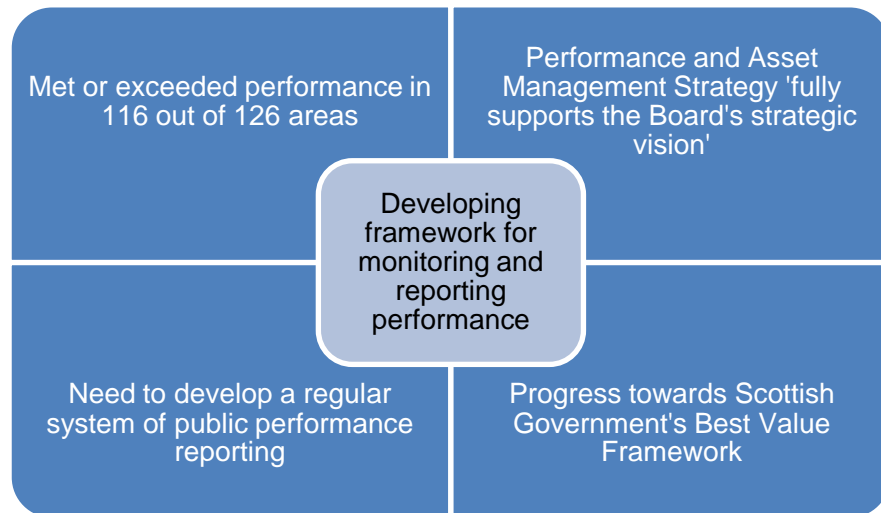 Met or exceeded performance in
116 out of 126 areas
Performance and Asset
Management Strategy 'fully
supports the Board's strategic
vision'
Developing
framework for
monitoring and
reporting
performance
Need to develop a regular
system of public performance
reporting
Progress towards Scottish
Government's Best Value
Framework